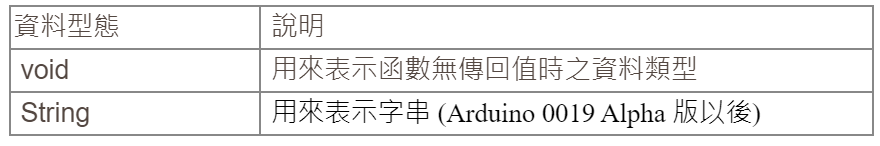 資料型態 說明
void 用來表示函數無傳回值時之資料類型
String 用來表示字串 (Arduino 0019 Alpha 版以後)